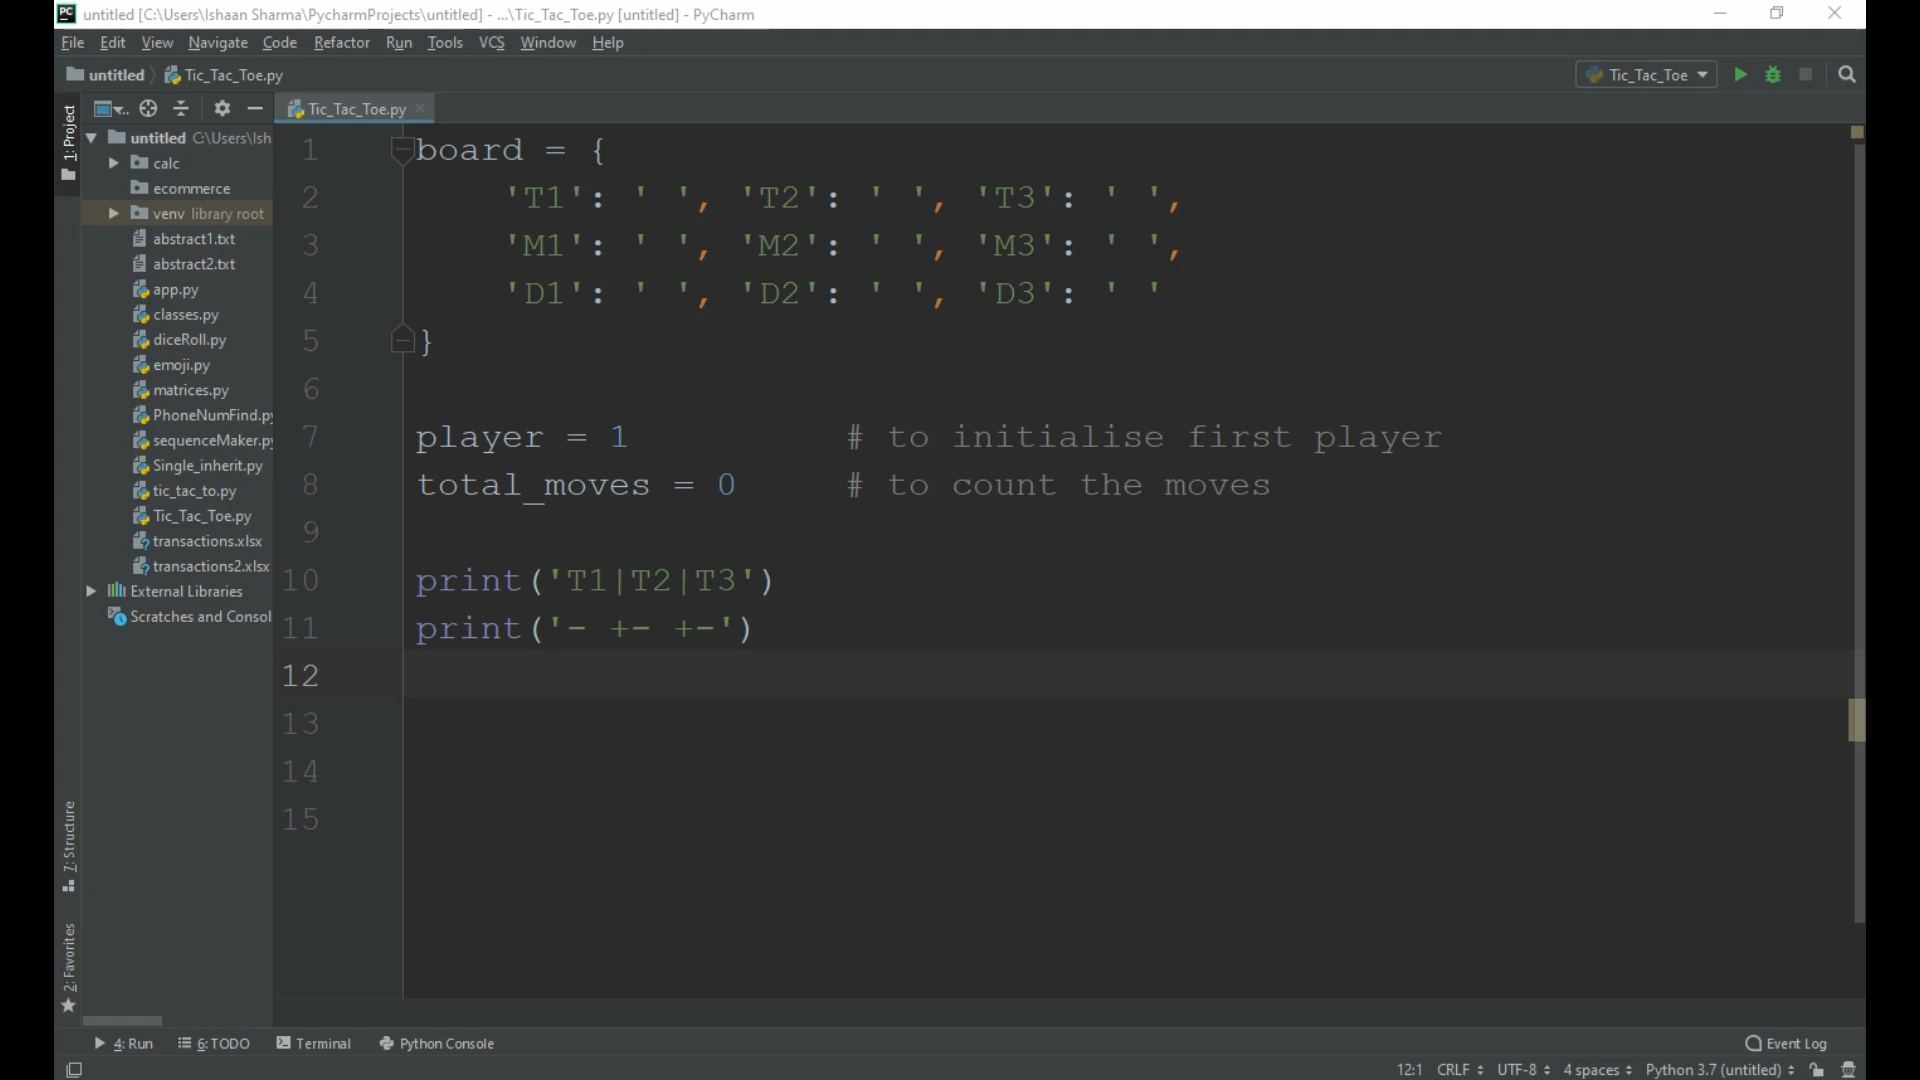 untitled [C:\Users\Ishaan Sharma\PycharmProjects\untitled] - ...\Tic_Tac_Toe.py [untitled] - PyCharm
File Edit View Navigate Code Refactor Run Tools VCS Window Help
untitled Tic_Tac_Toe.py Tic_Tac_Toe
1: Project
Tic_Tac_Toe.py
untitled C:\Users\Ish
calc
ecommerce
venv library root
abstract1.txt
abstract2.txt
app.py
classes.py
diceRoll.py
emoji.py
matrices.py
PhoneNumFind.py
sequenceMaker.py
Single_inherit.py
tic_tac_to.py
Tic_Tac_Toe.py
transactions.xlsx
transactions2.xlsx
External Libraries
Scratches and Consol
1 board = {
2 'T1': ' ', 'T2': ' ', 'T3': ' ',
3 'M1': ' ', 'M2': ' ', 'M3': ' ',
4 'D1': ' ', 'D2': ' ', 'D3': ' '
5 }
6
7 player = 1 # to initialise first player
8 total_moves = 0 # to count the moves
9
10 print('T1|T2|T3')
11 print('- +- +-')
12
13
14
15
7: Structure
2: Favorites
4: Run 6: TODO Terminal Python Console Event Log
12:1 CRLF UTF-8 4 spaces Python 3.7 (untitled)